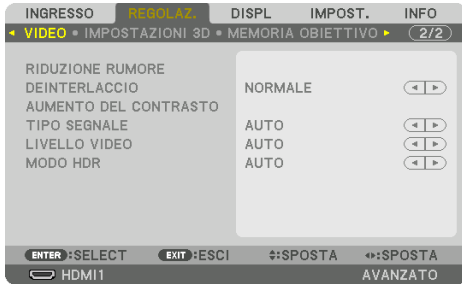 INGRESSO REGOLAZ. DISPL IMPOST. INFO
VIDEO • IMPOSTAZIONI 3D • MEMORIA OBIETTIVO 2/2
RIDUZIONE RUMORE
DEINTERLACCIO NORMALE
AUMENTO DEL CONTRASTO
TIPO SEGNALE AUTO
LIVELLO VIDEO AUTO
MODO HDR AUTO
ENTER :SELECT EXIT :ESCI :SPOSTA :SPOSTA
HDMI1 AVANZATO